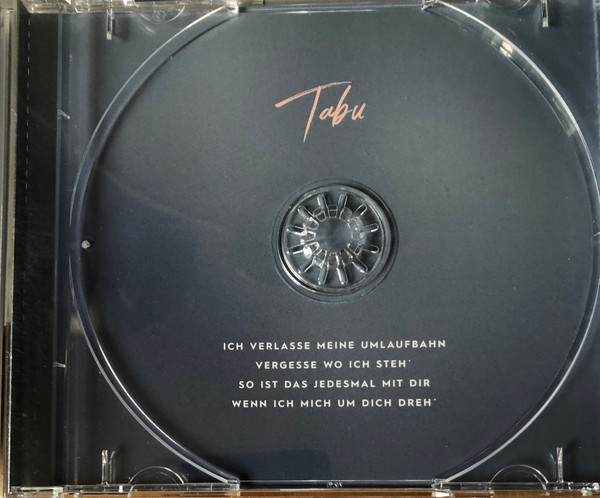 Tabu
ICH VERLASSE MEINE UMLAUFBAHN
VERGESSE WO ICH STEH'
SO IST DAS JEDESMAL MIT DIR
WENN ICH MICH UM DICH DREH'